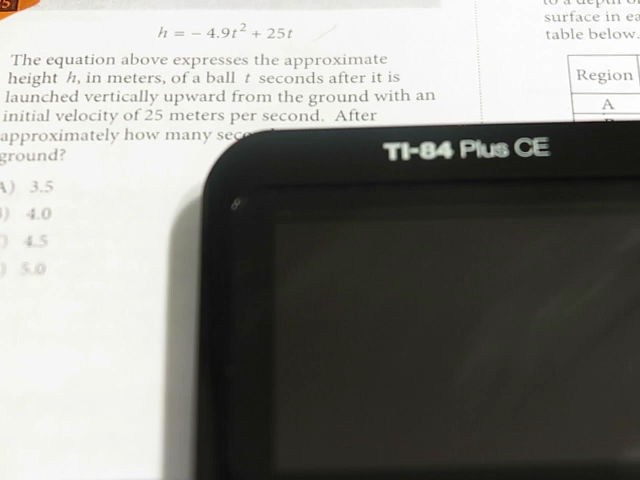 h = − 4.9t² + 25t
The equation above expresses the approximate
height h, in meters, of a ball t seconds after it is
launched vertically upward from the ground with an
initial velocity of 25 meters per second. After
approximately how many
ground?
A) 3.5
) 4.0
) 4.5
) 5.0
surface in
table below.
Region
A
TI-84 Plus CE